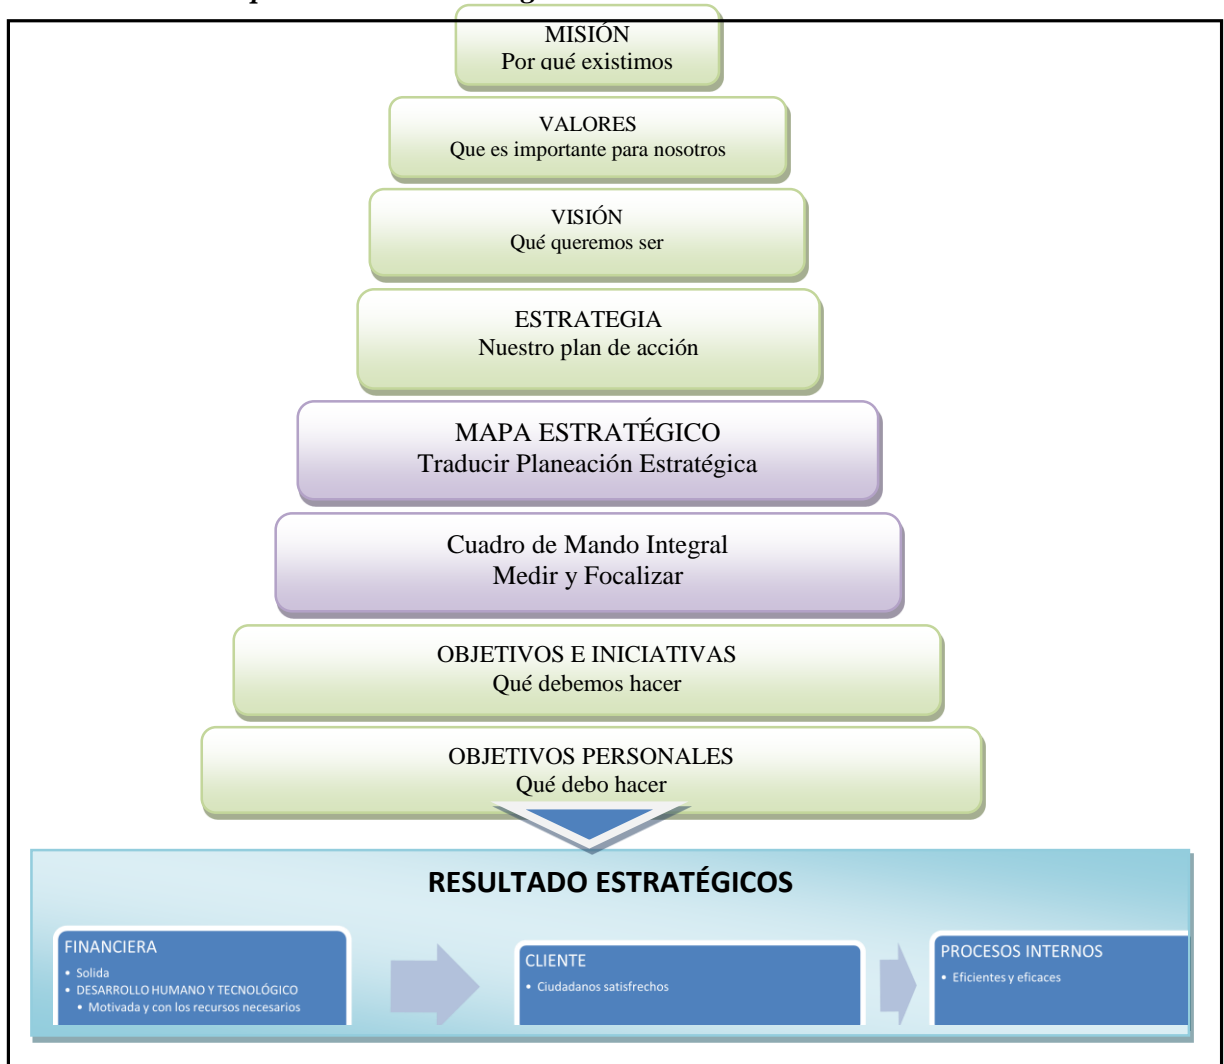 MISIÓN
Por qué existimos
VALORES
Que es importante para nosotros
VISIÓN
Qué queremos ser
ESTRATEGIA
Nuestro plan de acción
MAPA ESTRATÉGICO
Traducir Planeación Estratégica
Cuadro de Mando Integral
Medir y Focalizar
OBJETIVOS E INICIATIVAS
Qué debemos hacer
OBJETIVOS PERSONALES
Qué debo hacer
RESULTADO ESTRATÉGICOS
FINANCIERA
• Solida
• DESARROLLO HUMANO Y TECNOLÓGICO
• Motivada y con los recursos necesarios
CLIENTE
• Ciudadanos satisfrechos
PROCESOS INTERNOS
• Eficientes y eficaces